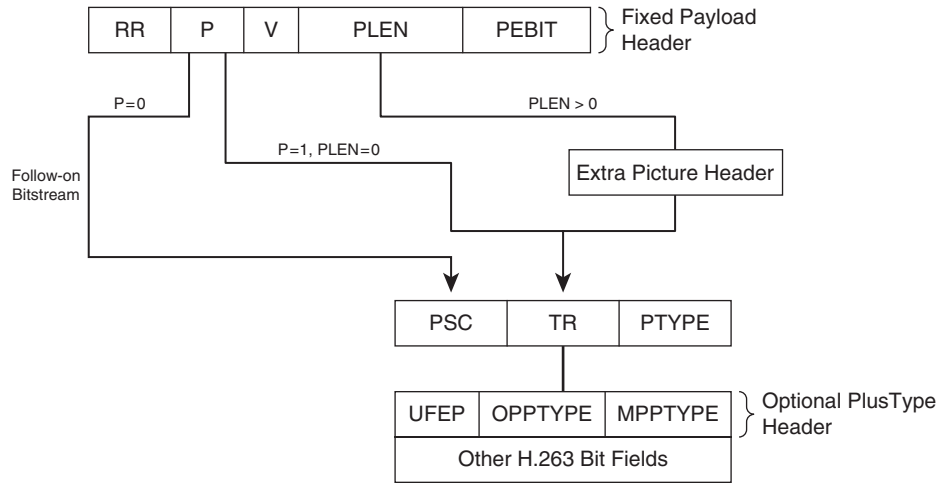 RR P V PLEN PEBIT
Fixed Payload
Header
P=0
PLEN > 0
P=1, PLEN=0
Follow-on
Bitstream
Extra Picture Header
PSC TR PTYPE
UFEP OPPTYPE MPPTYPE
Optional PlusType
Header
Other H.263 Bit Fields